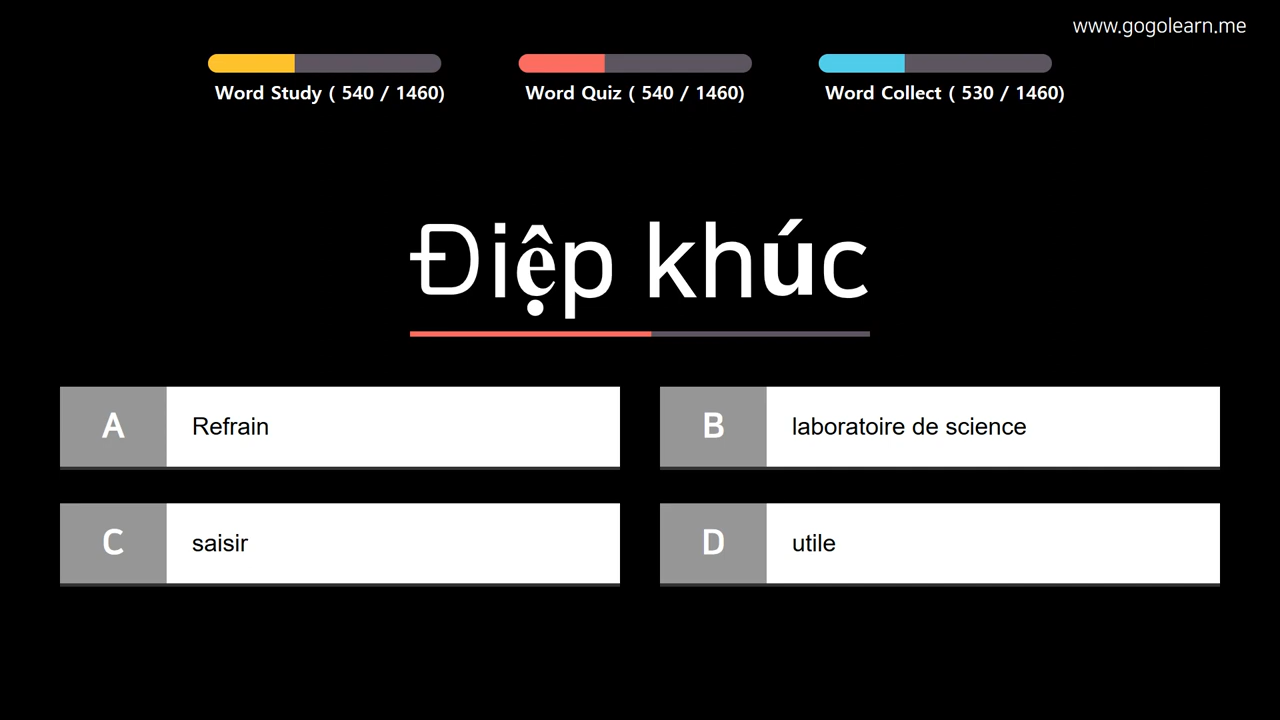 www.gogolearn.me
Word Study ( 540 / 1460)
Word Quiz ( 540 / 1460)
Word Collect ( 530 / 1460)
Điệp khúc
A Refrain
B laboratoire de science
C saisir
D utile